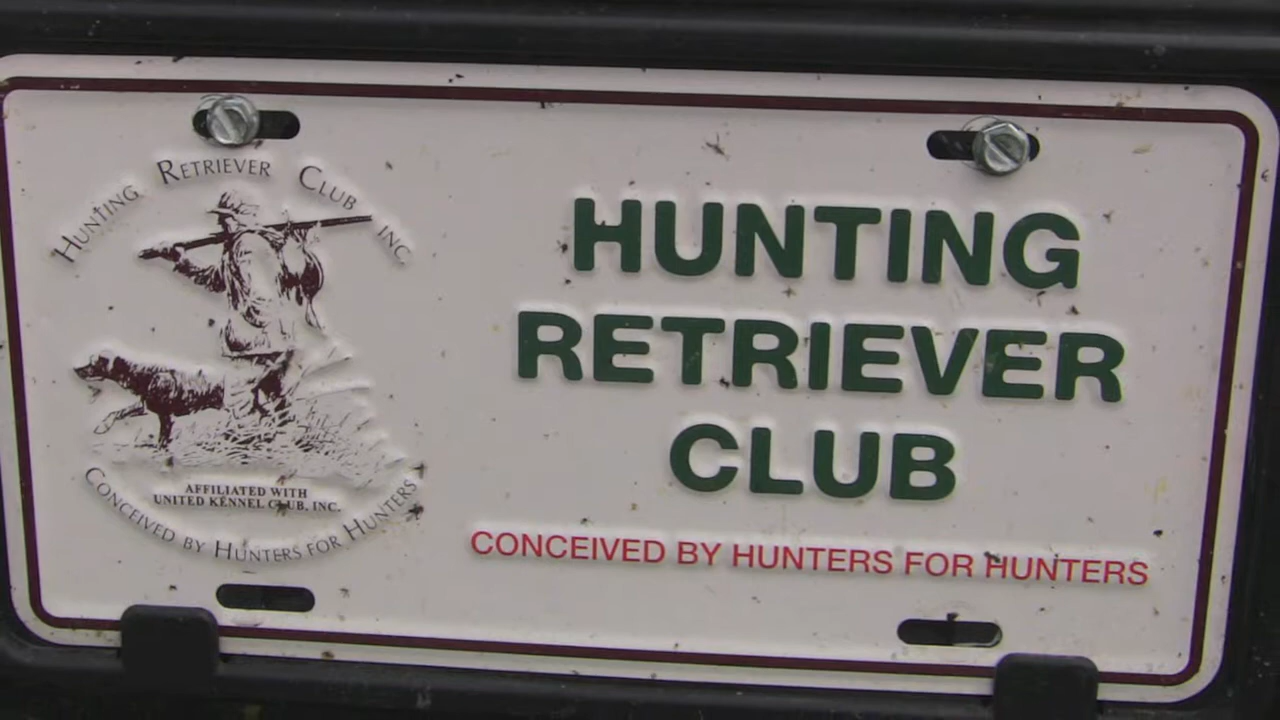 HUNTING RETRIEVER CLUB INC.
AFFILIATED WITH
UNITED KENNEL CLUB, INC.
CONCEIVED BY HUNTERS FOR HUNTERS
HUNTING
RETRIEVER
CLUB
CONCEIVED BY HUNTERS FOR HUNTERS